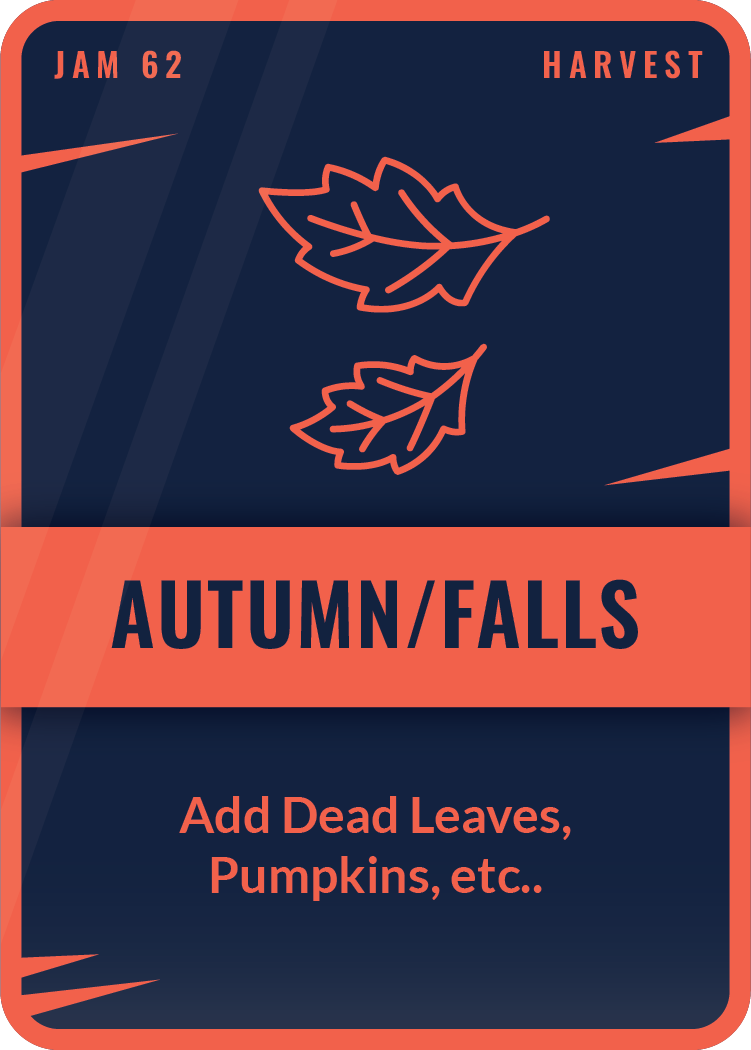 JAM 62
HARVEST
AUTUMN/FALLS
Add Dead Leaves,
Pumpkins, etc..